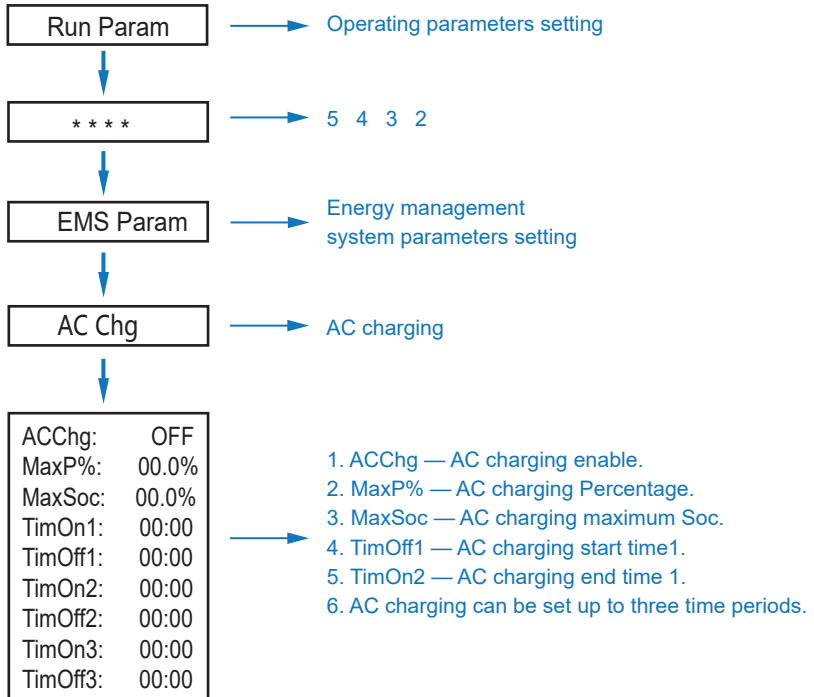 Run Param
Operating parameters setting
* * * *
5 4 3 2
EMS Param
Energy management
system parameters setting
AC Chg
AC charging
ACChg: OFF
MaxP%: 00.0%
MaxSoc: 00.0%
TimOn1: 00:00
TimOff1: 00:00
TimOn2: 00:00
TimOff2: 00:00
TimOn3: 00:00
TimOff3: 00:00
1. ACChg — AC charging enable.
2. MaxP% — AC charging Percentage.
3. MaxSoc — AC charging maximum Soc.
4. TimOff1 — AC charging start time1.
5. TimOn2 — AC charging end time 1.
6. AC charging can be set up to three time periods.